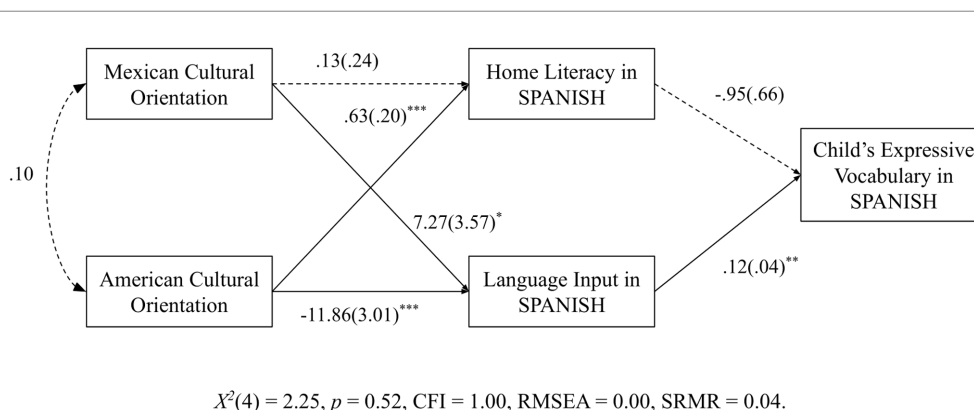 Mexican Cultural
Orientation
.13(.24)
Home Literacy in
SPANISH
.63(.20)***
-.95(.66)
.10
Child's Expressive
Vocabulary in
SPANISH
7.27(3.57)*
American Cultural
Orientation
-11.86(3.01)***
Language Input in
SPANISH
.12(.04)**
X²(4) = 2.25, p = 0.52, CFI = 1.00, RMSEA = 0.00, SRMR = 0.04.